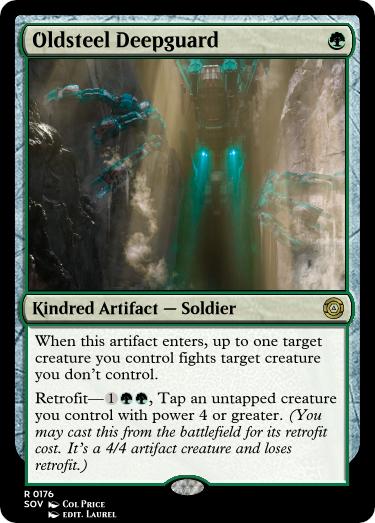 Oldsteel Deepguard
Kindred Artifact — Soldier
When this artifact enters, up to one target
creature you control fights target creature
you don't control.
Retrofit—1, Tap an untapped creature
you control with power 4 or greater. (You
may cast this from the battlefield for its retrofit
cost. It's a 4/4 artifact creature and loses
retrofit.)
R 0176
SOV Col Price
edit. Laurel